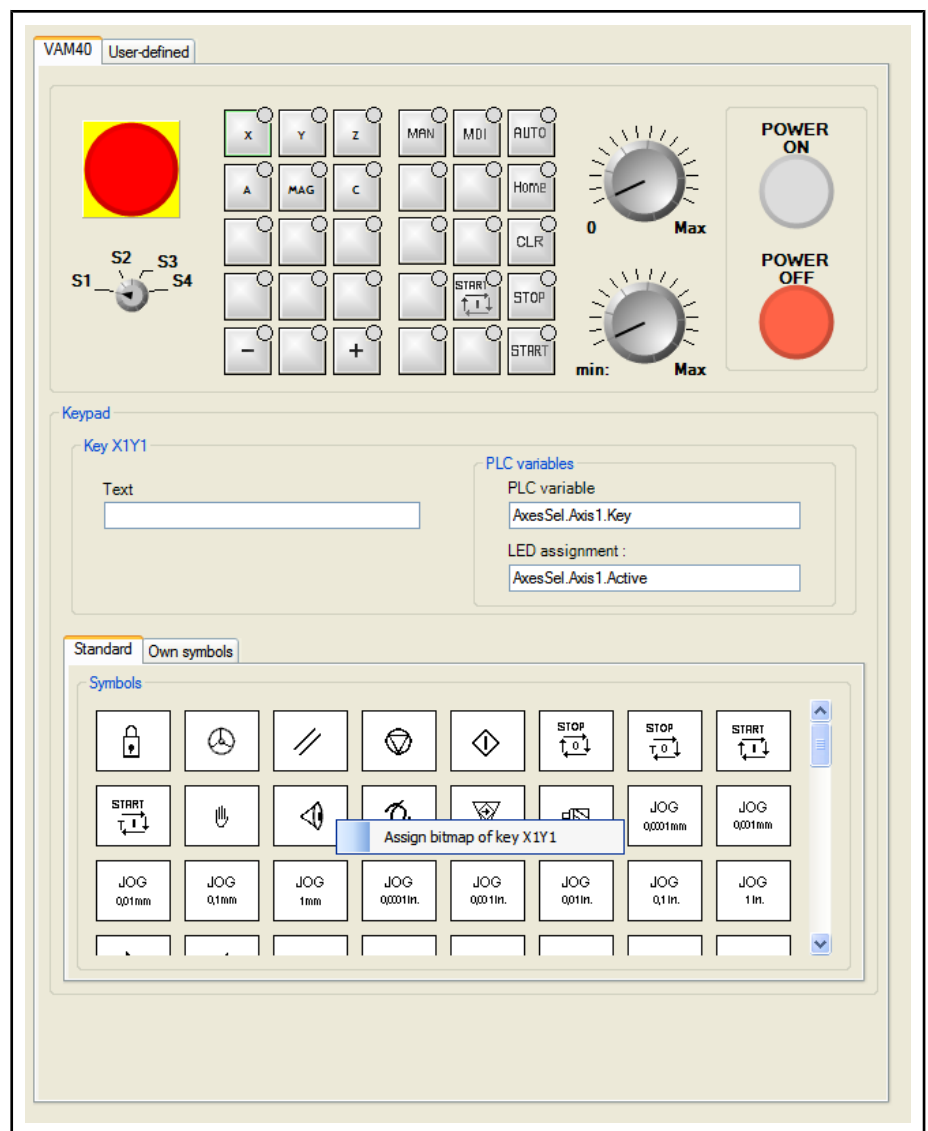 VAM40 User-defined
X Y Z MAN MDI AUTO
POWER
ON
A MAG C Home
0 Max
CLR
S1 S2 S3 S4
POWER
OFF
START STOP
- + START
min: Max
Keypad
Key X1Y1
Text
PLC variables
PLC variable
AxesSel.Axis1.Key
LED assignment :
AxesSel.Axis1.Active
Standard Own symbols
Symbols
STOP STOP START
0 T 0 I
START
T I
JOG JOG
0,0001mm 0,001mm
Assign bitmap of key X1Y1
JOG JOG JOG JOG JOG JOG JOG JOG
0,01mm 0,1mm 1mm 0,0001In. 0,001In. 0,01In. 0,1In. 1In.